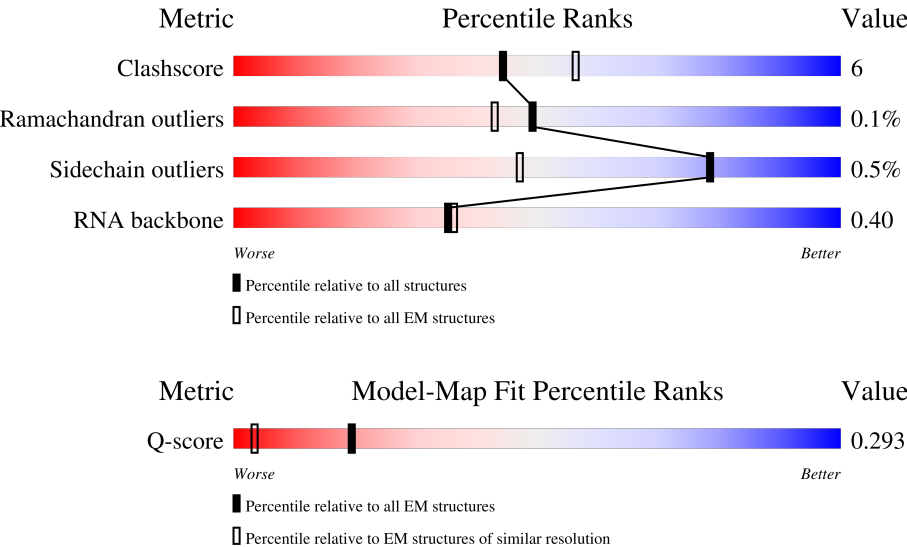 Metric Percentile Ranks Value
Clashscore 6
Ramachandran outliers 0.1%
Sidechain outliers 0.5%
RNA backbone 0.40
Worse Better
Percentile relative to all structures
Percentile relative to all EM structures
Metric Model-Map Fit Percentile Ranks Value
Q-score 0.293
Worse Better
Percentile relative to all EM structures
Percentile relative to EM structures of similar resolution